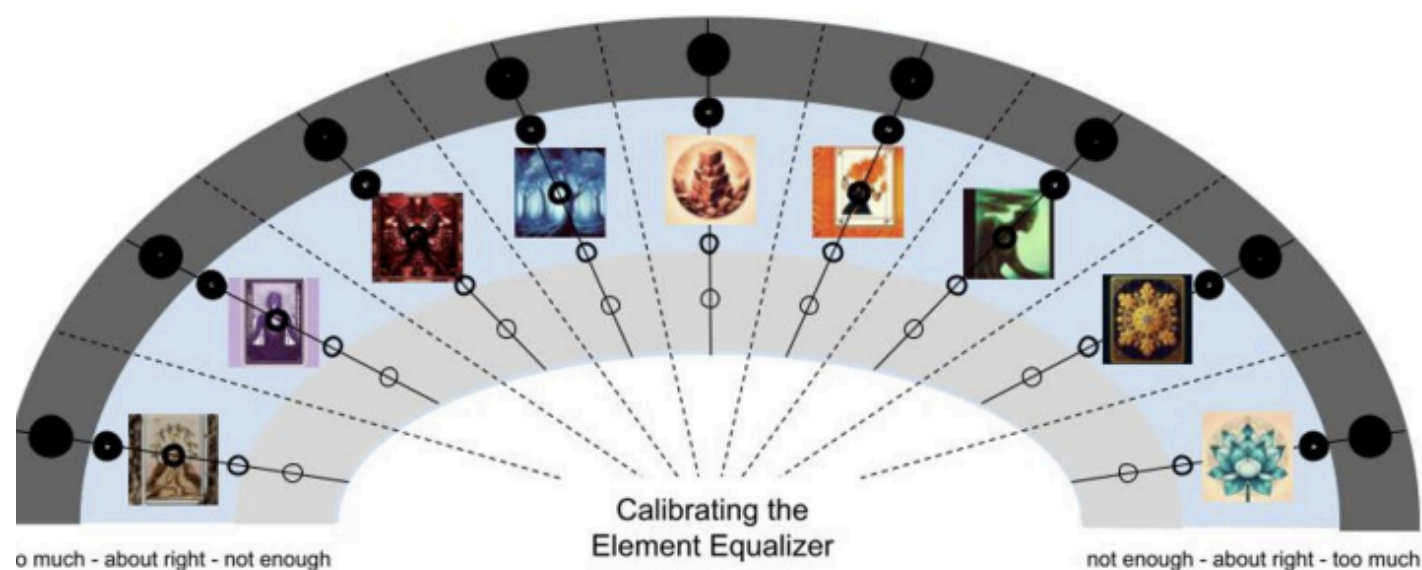 Calibrating the
Element Equalizer
o much - about right - not enough
not enough - about right - too much